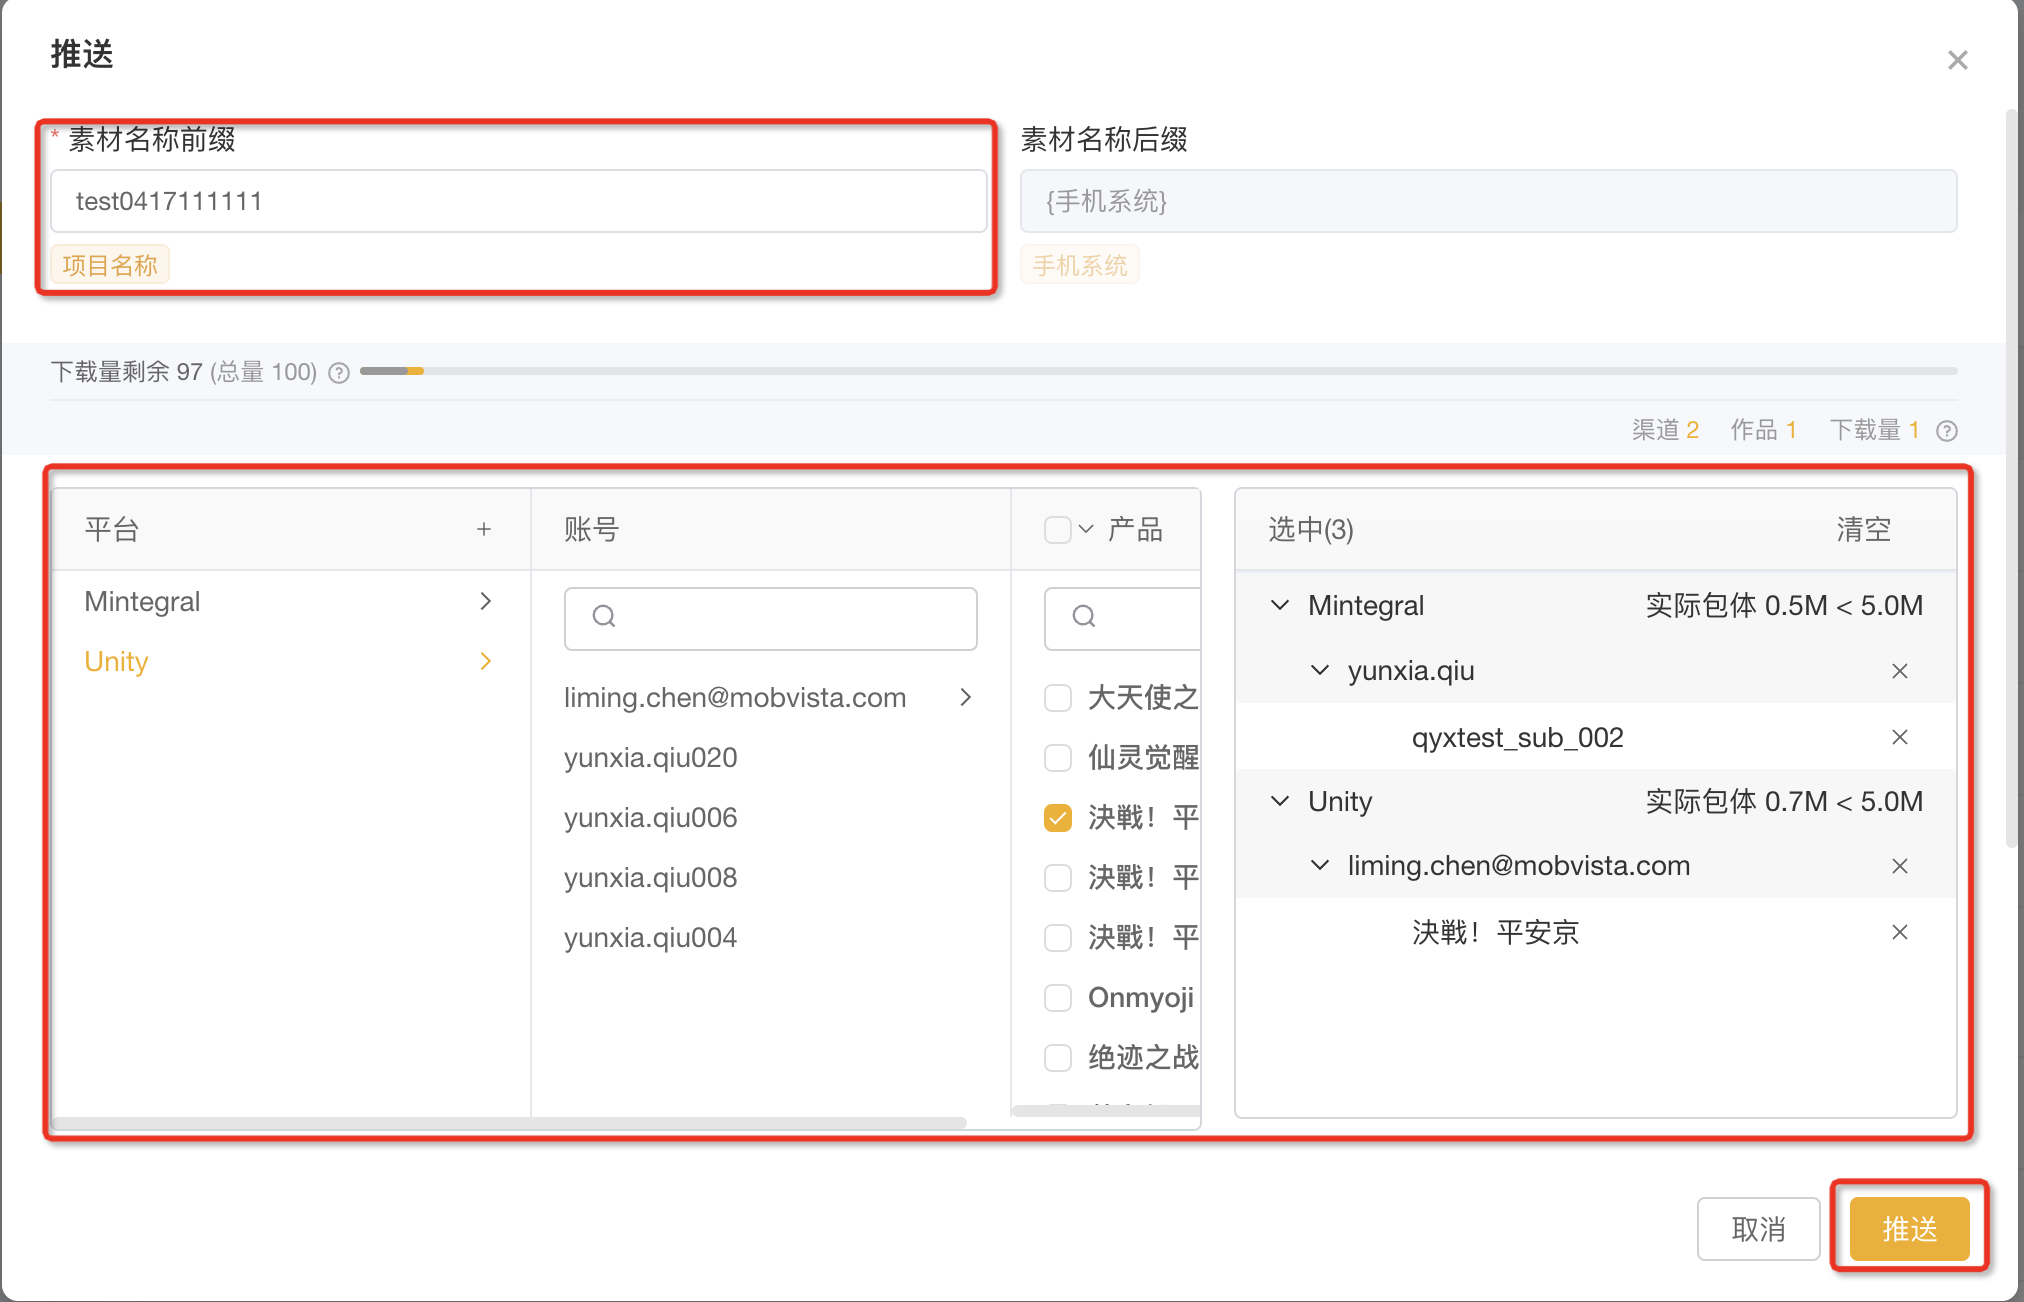 推送
* 素材名称前缀
test0417111111
项目名称
素材名称后缀
{手机系统}
手机系统
下载量剩余 97 (总量 100) ?
渠道 2 作品 1 下载量 1 ?
平台 +
Mintegral
Unity
账号
liming.chen@mobvista.com
yunxia.qiu020
yunxia.qiu006
yunxia.qiu008
yunxia.qiu004
产品
大天使之
仙灵觉醒
決戦！平
決戰！平
決戰！平
Onmyoji
绝迹之战
选中(3) 清空
Mintegral 实际包体 0.5M < 5.0M
yunxia.qiu
qyxtest_sub_002
Unity 实际包体 0.7M < 5.0M
liming.chen@mobvista.com
決戦！平安京
取消
推送